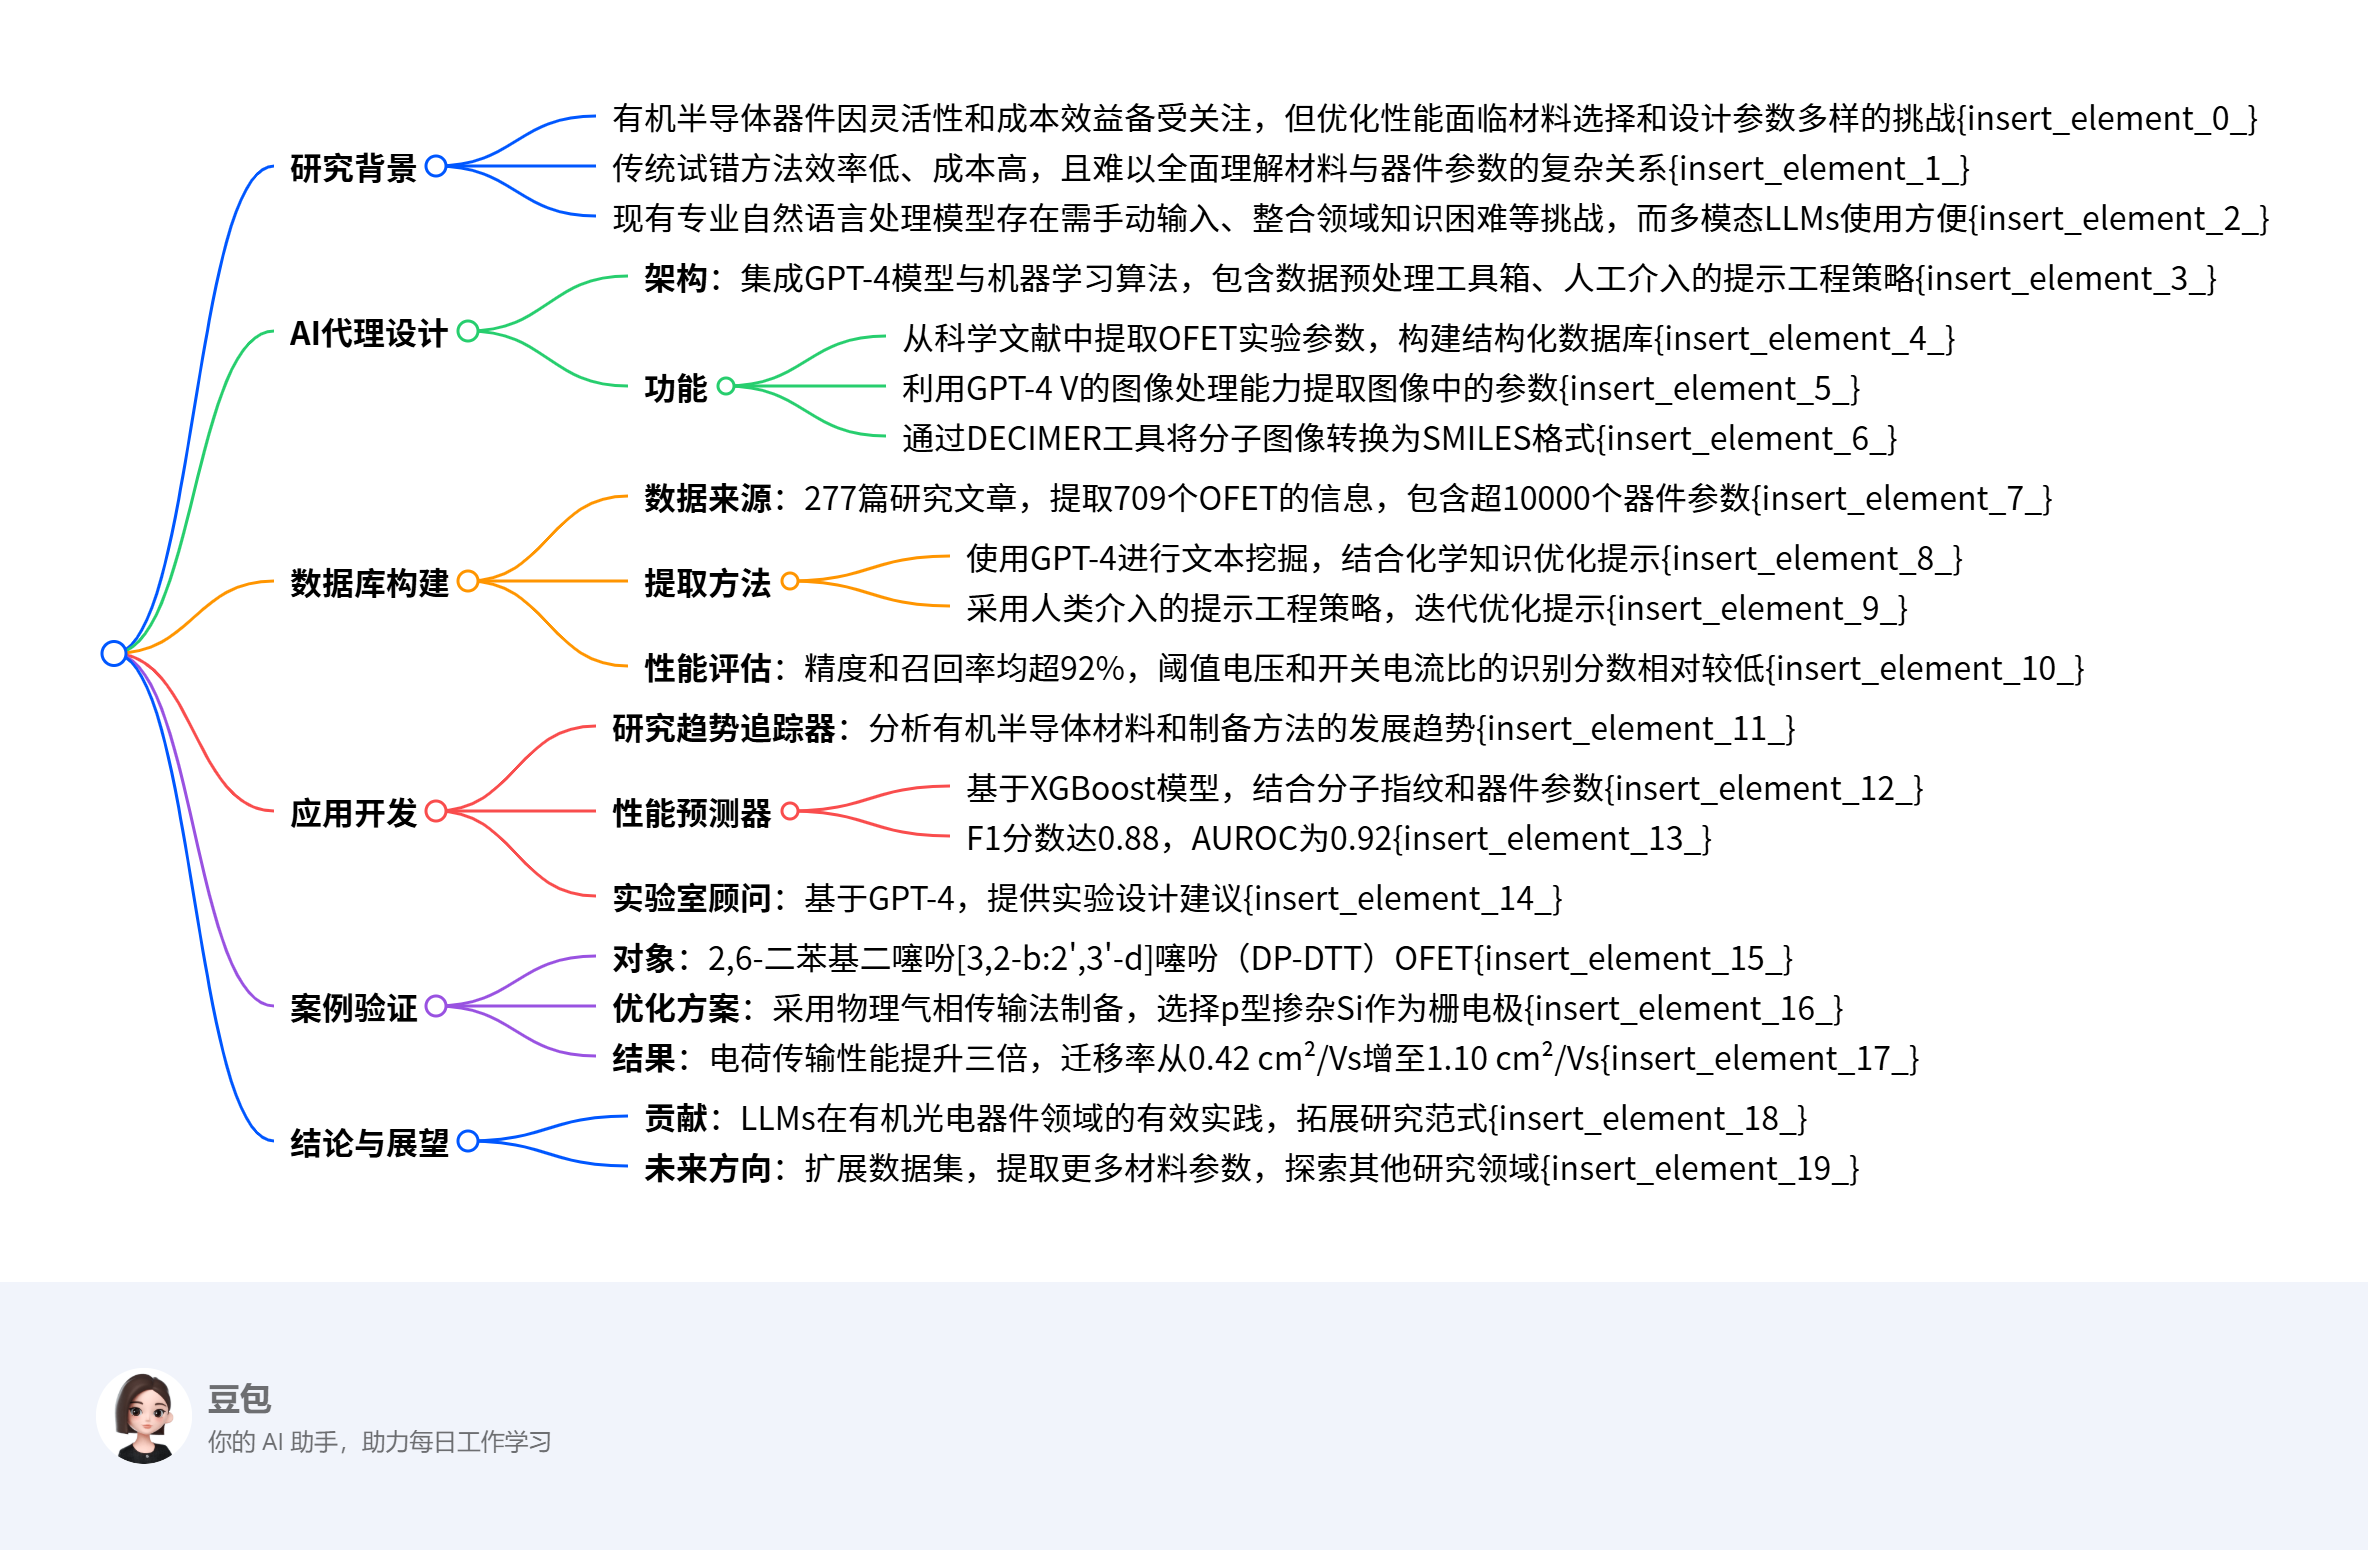 研究背景
有机半导体器件因灵活性和成本效益备受关注，但优化性能面临材料选择和设计参数多样的挑战{insert_element_0_}
传统试错方法效率低、成本高，且难以全面理解材料与器件参数的复杂关系{insert_element_1_}
现有专业自然语言处理模型存在需手动输入、整合领域知识困难等挑战，而多模态LLMs使用方便{insert_element_2_}
AI代理设计
架构：集成GPT-4模型与机器学习算法，包含数据预处理工具箱、人工介入的提示工程策略{insert_element_3_}
功能
从科学文献中提取OFET实验参数，构建结构化数据库{insert_element_4_}
利用GPT-4 V的图像处理能力提取图像中的参数{insert_element_5_}
通过DECIMER工具将分子图像转换为SMILES格式{insert_element_6_}
数据库构建
数据来源：277篇研究文章，提取709个OFET的信息，包含超10000个器件参数{insert_element_7_}
提取方法
使用GPT-4进行文本挖掘，结合化学知识优化提示{insert_element_8_}
采用人类介入的提示工程策略，迭代优化提示{insert_element_9_}
性能评估：精度和召回率均超92%，阈值电压和开关电流比的识别分数相对较低{insert_element_10_}
应用开发
研究趋势追踪器：分析有机半导体材料和制备方法的发展趋势{insert_element_11_}
性能预测器
基于XGBoost模型，结合分子指纹和器件参数{insert_element_12_}
F1分数达0.88，AUROC为0.92{insert_element_13_}
实验室顾问：基于GPT-4，提供实验设计建议{insert_element_14_}
案例验证
对象：2,6-二苯基二噻吩[3,2-b:2',3'-d]噻吩（DP-DTT）OFET{insert_element_15_}
优化方案：采用物理气相传输法制备，选择p型掺杂Si作为栅电极{insert_element_16_}
结果：电荷传输性能提升三倍，迁移率从0.42 cm²/Vs增至1.10 cm²/Vs{insert_element_17_}
结论与展望
贡献：LLMs在有机光电器件领域的有效实践，拓展研究范式{insert_element_18_}
未来方向：扩展数据集，提取更多材料参数，探索其他研究领域{insert_element_19_}
豆包
你的 AI 助手，助力每日工作学习